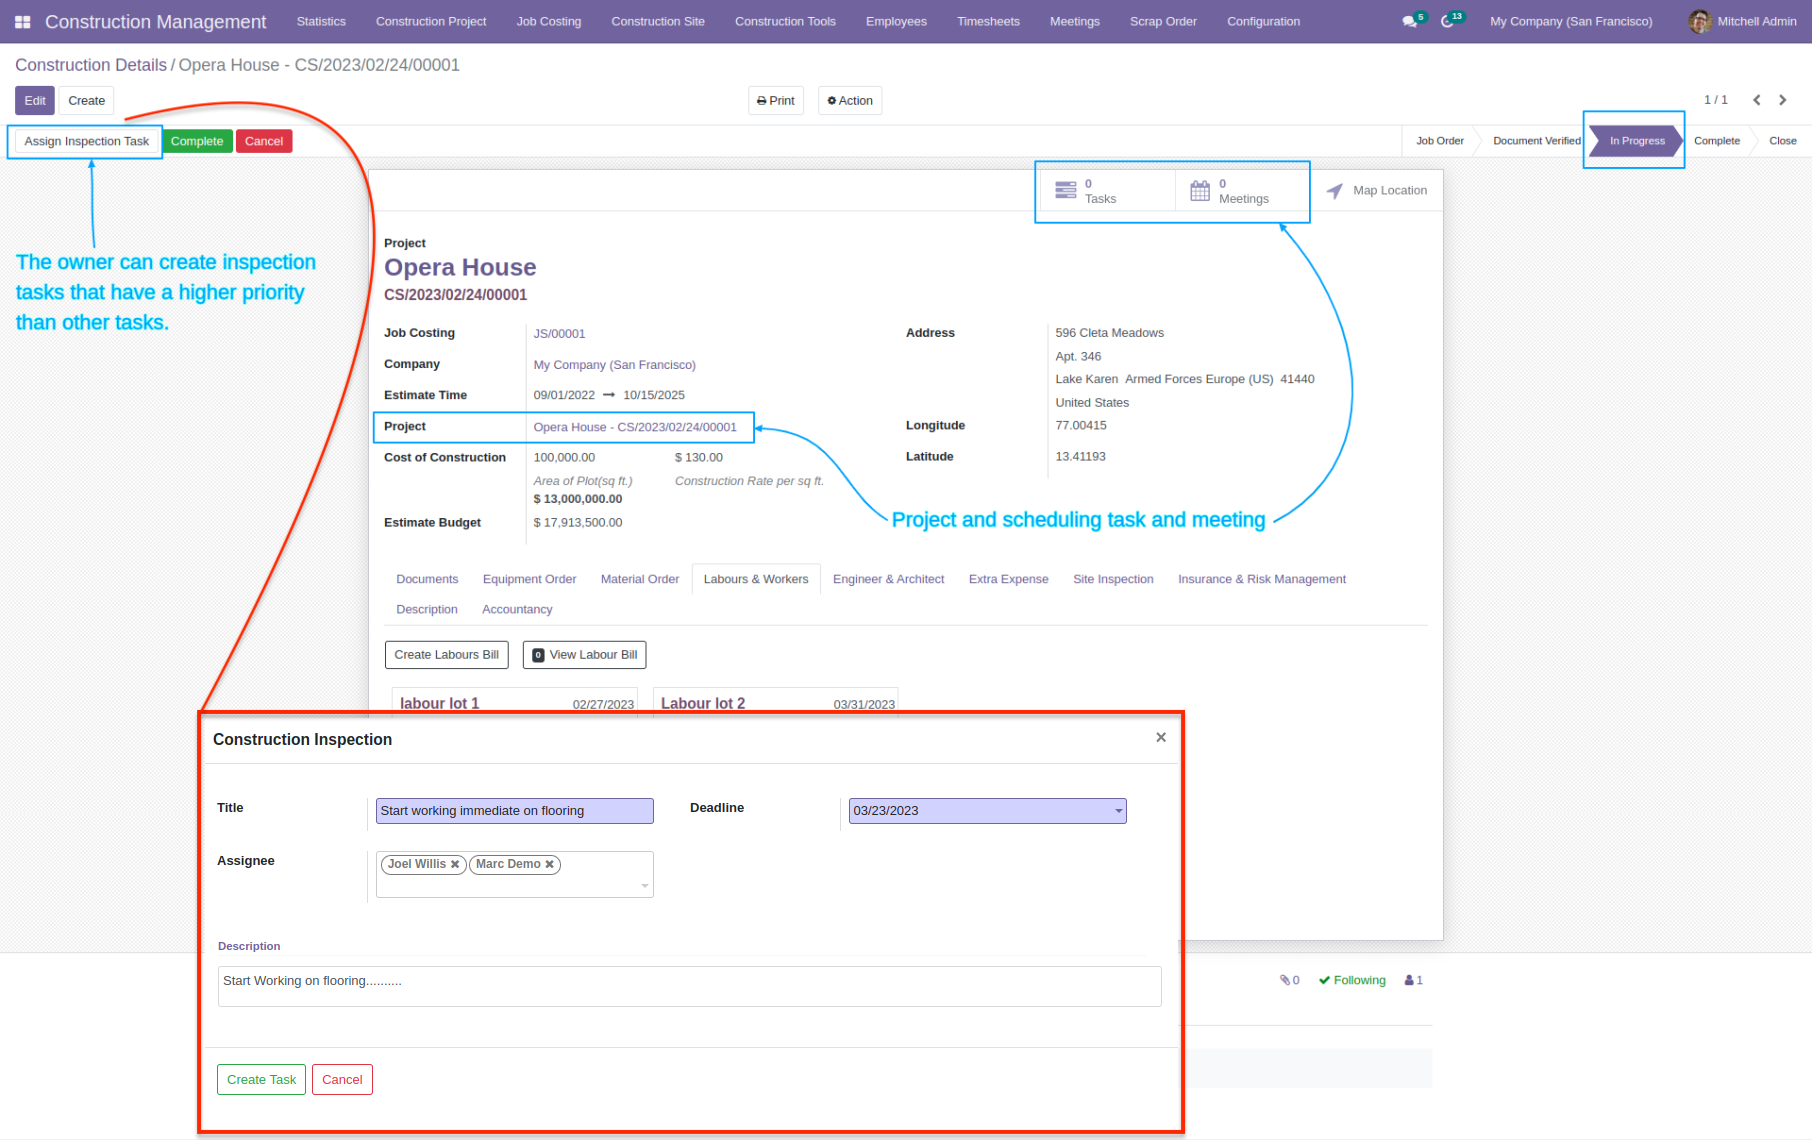 Construction Management Statistics Construction Project Job Costing Construction Site Construction Tools Employees Timesheets Meetings Scrap Order Configuration 5 13 My Company (San Francisco) Mitchell Admin
Construction Details / Opera House - CS/2023/02/24/00001
Edit Create Print Action 1 / 1
Assign Inspection Task Complete Cancel Job Order Document Verified In Progress Complete Close
0 Tasks
0 Meetings
Map Location
The owner can create inspection
tasks that have a higher priority
than other tasks.
Project
Opera House
CS/2023/02/24/00001
Job Costing JS/00001
Company My Company (San Francisco)
Estimate Time 09/01/2022 → 10/15/2025
Project Opera House - CS/2023/02/24/00001
Cost of Construction 100,000.00 $ 130.00
Area of Plot(sq ft.) Construction Rate per sq ft.
$ 13,000,000.00
Estimate Budget $ 17,913,500.00
Address 596 Cleta Meadows
Apt. 346
Lake Karen Armed Forces Europe (US) 41440
United States
Longitude 77.00415
Latitude 13.41193
Project and scheduling task and meeting
Documents Equipment Order Material Order Labours & Workers Engineer & Architect Extra Expense Site Inspection Insurance & Risk Management
Description Accountancy
Create Labours Bill 0 View Labour Bill
labour lot 1 02/27/2023 Labour lot 2 03/31/2023
Construction Inspection ×
Title Start working immediate on flooring Deadline 03/23/2023
Assignee Joel Willis Marc Demo
Description
Start Working on flooring..........
0 Following 1
Create Task Cancel